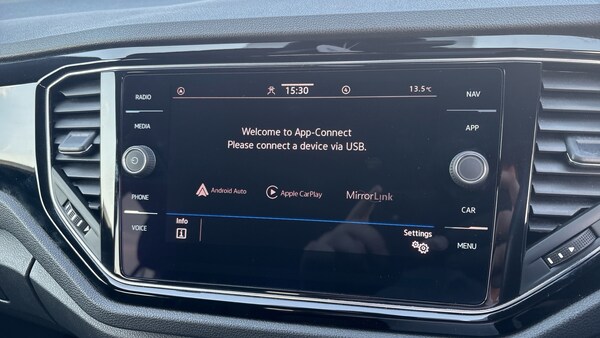 RADIO
15:30
13.5°C
NAV
MEDIA
Welcome to App-Connect
Please connect a device via USB.
APP
Android Auto
Apple CarPlay
MirrorLink
PHONE
CAR
VOICE
Info
Settings
MENU